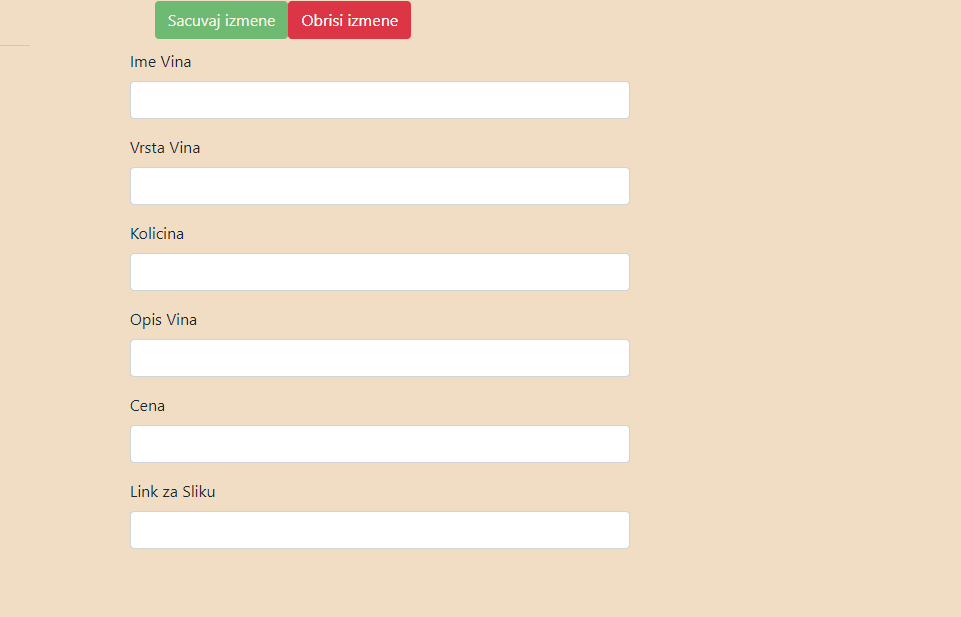 Sacuvaj izmene Obrisi izmene
Ime Vina
Vrsta Vina
Kolicina
Opis Vina
Cena
Link za Sliku